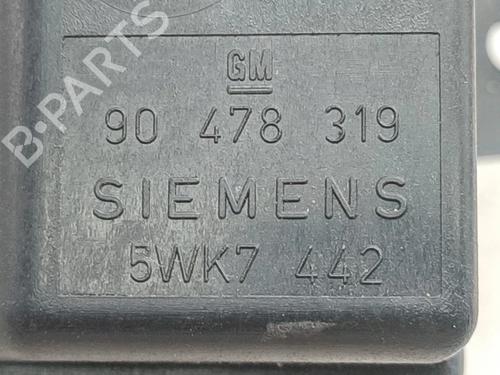 B-PARTS
GM
90 478 319
SIEMENS
5WK7 442